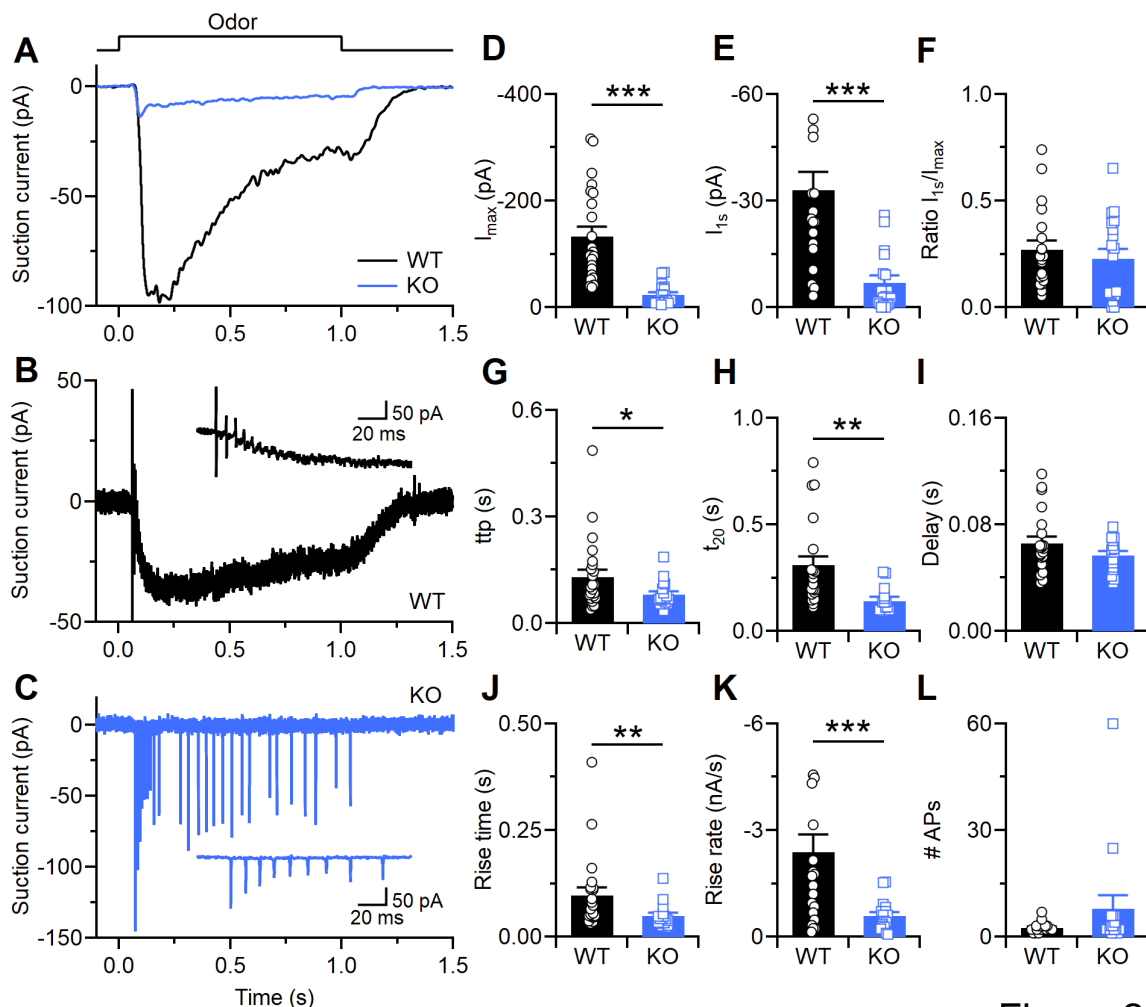 Odor
A
0
-50
-100
Suction current (pA)
WT
KO
0.0
0.5
1.0
1.5
B
50
0
-50
Suction current (pA)
50 pA
20 ms
WT
0.0
0.5
1.0
1.5
C
0
-50
-100
-150
Suction current (pA)
KO
50 pA
20 ms
0.0
0.5
1.0
1.5
Time (s)
D
-400
-200
0
Imax (pA)
***
WT
KO
E
-60
-30
0
I1s (pA)
***
WT
KO
F
1.0
0.5
0.0
Ratio I1s/Imax
WT
KO
G
0.6
0.3
0.0
ttp (s)
*
WT
KO
H
1.0
0.5
0.0
t20 (s)
**
WT
KO
I
0.16
0.08
0.00
Delay (s)
WT
KO
J
0.50
0.25
0.00
Rise time (s)
**
WT
KO
K
-6
-3
0
Rise rate (nA/s)
***
WT
KO
L
60
30
0
# APs
WT
KO